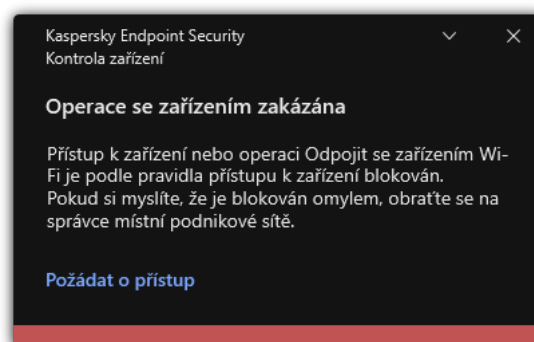 Kaspersky Endpoint Security
Kontrola zařízení
Operace se zařízením zakázána
Přístup k zařízení nebo operaci Odpojit se zařízením Wi-
Fi je podle pravidla přístupu k zařízení blokován.
Pokud si myslíte, že je blokován omylem, obraťte se na
správce místní podnikové sítě.
Požádat o přístup